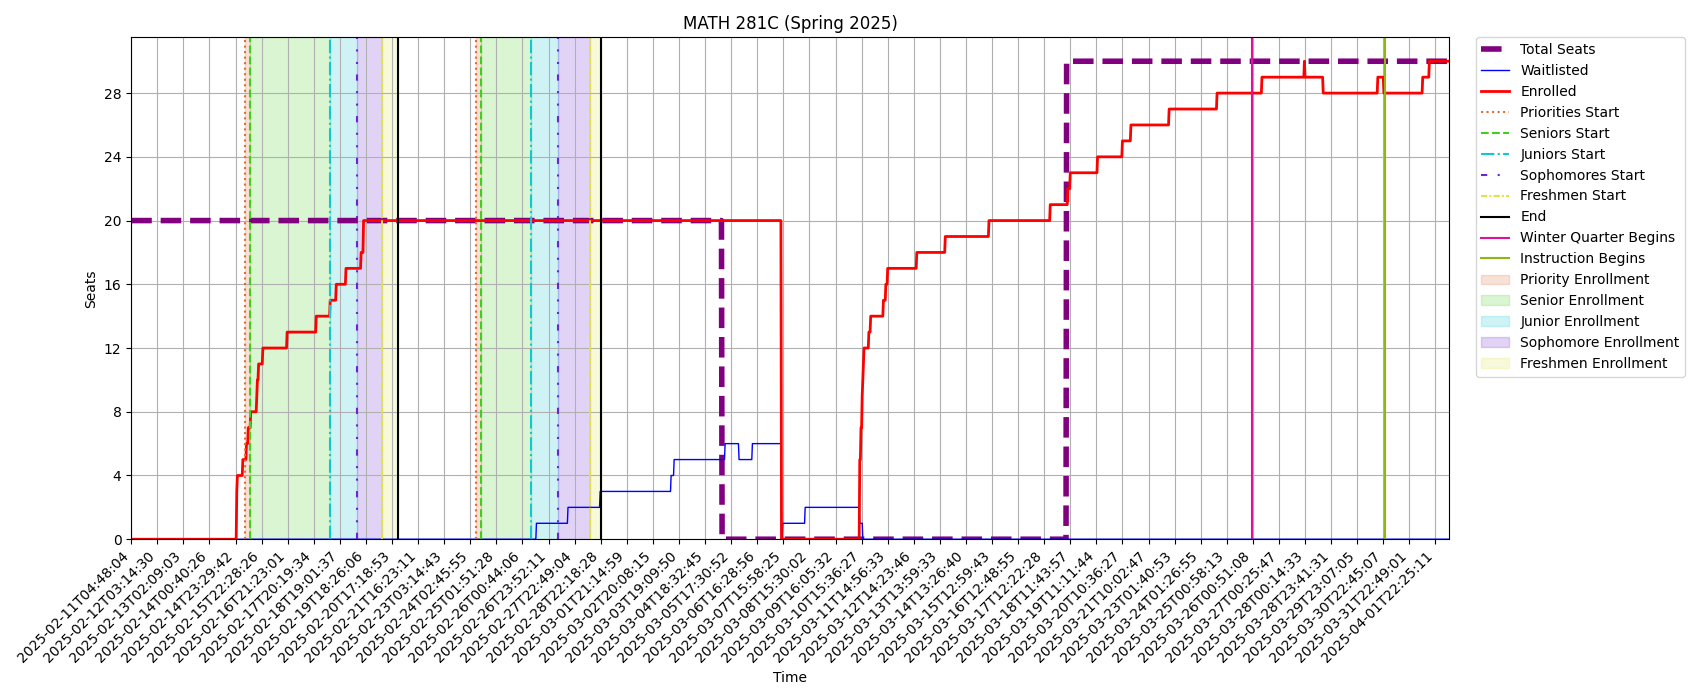 MATH 281C (Spring 2025)
Seats
28
24
20
16
12
8
4
0
2025-02-11T04:48:04
2025-02-12T03:14:30
2025-02-13T02:09:03
2025-02-14T00:40:26
2025-02-14T23:29:42
2025-02-15T22:28:26
2025-02-16T21:23:01
2025-02-17T20:19:34
2025-02-18T19:01:37
2025-02-19T18:26:06
2025-02-20T17:18:53
2025-02-21T16:23:11
2025-02-24T03:14:43
2025-02-24T02:45:55
2025-02-25T01:51:28
2025-02-26T00:44:06
2025-02-26T23:52:11
2025-02-27T22:49:04
2025-02-28T22:18:28
2025-03-01T21:14:59
2025-03-02T20:08:15
2025-03-03T19:09:50
2025-03-04T18:32:45
2025-03-05T17:30:52
2025-03-06T16:28:56
2025-03-07T15:58:25
2025-03-08T15:30:02
2025-03-09T16:05:32
2025-03-10T15:36:27
2025-03-11T14:56:33
2025-03-12T14:23:46
2025-03-13T13:59:33
2025-03-14T13:26:40
2025-03-15T12:59:43
2025-03-16T12:48:55
2025-03-17T12:22:28
2025-03-18T11:43:57
2025-03-19T11:11:44
2025-03-20T10:36:27
2025-03-21T10:02:47
2025-03-23T01:40:53
2025-03-24T01:26:55
2025-03-25T00:58:13
2025-03-26T00:51:08
2025-03-27T00:25:47
2025-03-28T00:14:33
2025-03-28T23:41:31
2025-03-29T23:07:05
2025-03-30T22:45:07
2025-03-31T22:49:01
2025-04-01T22:25:11
Time
Total Seats
Waitlisted
Enrolled
Priorities Start
Seniors Start
Juniors Start
Sophomores Start
Freshmen Start
End
Winter Quarter Begins
Instruction Begins
Priority Enrollment
Senior Enrollment
Junior Enrollment
Sophomore Enrollment
Freshmen Enrollment